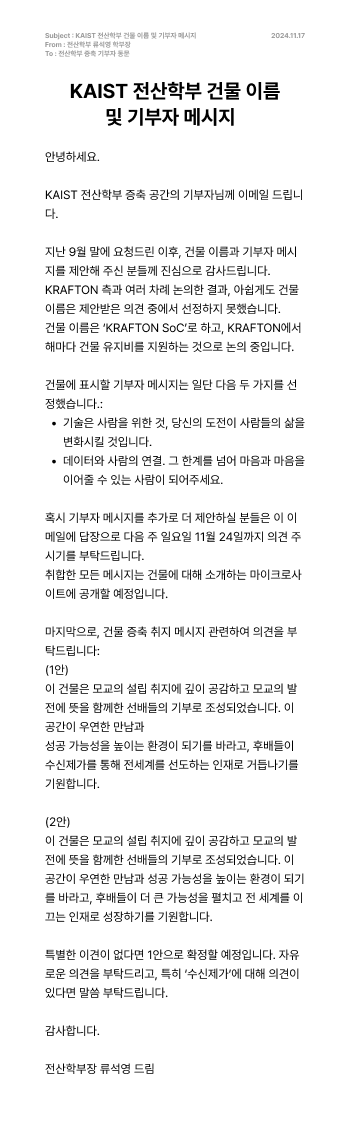 Subject : KAIST 전산학부 건물 이름 및 기부자 메시지
2024.11.17
From : 전산학부 류석영 학부장
To : 전산학부 증축 기부자 동문
KAIST 전산학부 건물 이름
및 기부자 메시지
안녕하세요.
KAIST 전산학부 증축 공간의 기부자님께 이메일 드립니
다.
지난 9월 말에 요청드린 이후, 건물 이름과 기부자 메시
지를 제안해 주신 분들께 진심으로 감사드립니다.
KRAFTON 측과 여러 차례 논의한 결과, 아쉽게도 건물
이름은 제안받은 의견 중에서 선정하지 못했습니다.
건물 이름은 ‘KRAFTON SoC’로 하고, KRAFTON에서
해마다 건물 유지비를 지원하는 것으로 논의 중입니다.
건물에 표시할 기부자 메시지는 일단 다음 두 가지를 선
정했습니다.:
• 기술은 사람을 위한 것, 당신의 도전이 사람들의 삶을
변화시킬 것입니다.
• 데이터와 사람의 연결. 그 한계를 넘어 마음과 마음을
이어줄 수 있는 사람이 되어주세요.
혹시 기부자 메시지를 추가로 더 제안하실 분들은 이 이
메일에 답장으로 다음 주 일요일 11월 24일까지 의견 주
시기를 부탁드립니다.
취합한 모든 메시지는 건물에 대해 소개하는 마이크로사
이트에 공개할 예정입니다.
마지막으로, 건물 증축 취지 메시지 관련하여 의견을 부
탁드립니다:
(1안)
이 건물은 모교의 설립 취지에 깊이 공감하고 모교의 발
전에 뜻을 함께한 선배들의 기부로 조성되었습니다. 이
공간이 우연한 만남과
성공 가능성을 높이는 환경이 되기를 바라고, 후배들이
수신제가를 통해 전세계를 선도하는 인재로 거듭나기를
기원합니다.
(2안)
이 건물은 모교의 설립 취지에 깊이 공감하고 모교의 발
전에 뜻을 함께한 선배들의 기부로 조성되었습니다. 이
공간이 우연한 만남과 성공 가능성을 높이는 환경이 되기
를 바라고, 후배들이 더 큰 가능성을 펼치고 전 세계를 이
끄는 인재로 성장하기를 기원합니다.
특별한 이견이 없다면 1안으로 확정할 예정입니다. 자유
로운 의견을 부탁드리고, 특히 ‘수신제가’에 대해 의견이
있다면 말씀 부탁드립니다.
감사합니다.
전산학부장 류석영 드림